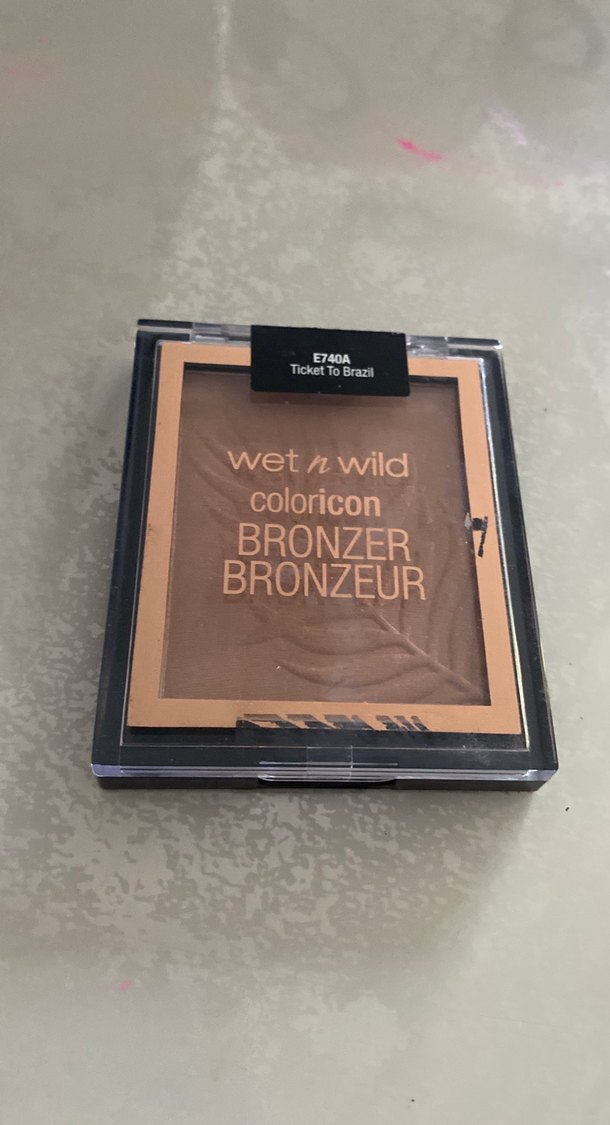 E740A
Ticket To Brazil
wet n wild
coloricon
BRONZER
BRONZEUR